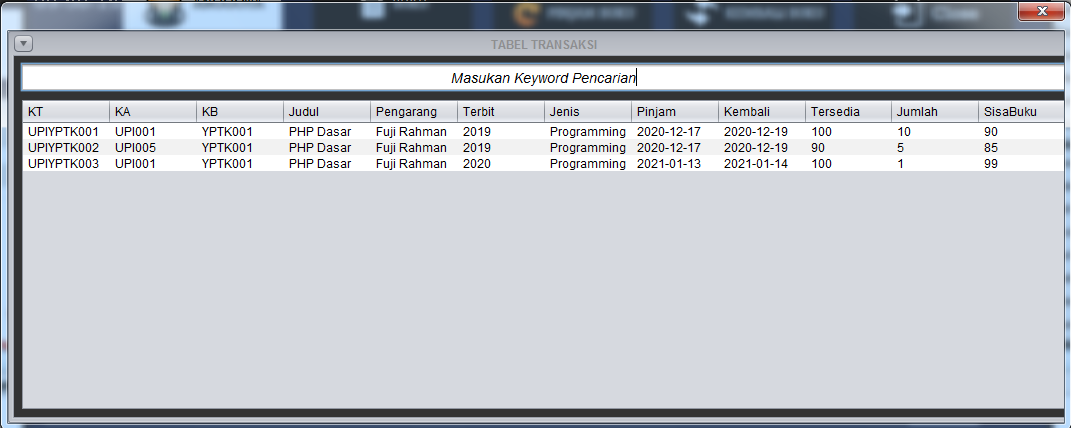 TABEL TRANSAKSI
Masukan Keyword Pencarian
KT KA KB Judul Pengarang Terbit Jenis Pinjam Kembali Tersedia Jumlah SisaBuku
UPIYPTK001 UPI001 YPTK001 PHP Dasar Fuji Rahman 2019 Programming 2020-12-17 2020-12-19 100 10 90
UPIYPTK002 UPI005 YPTK001 PHP Dasar Fuji Rahman 2019 Programming 2020-12-17 2020-12-19 90 5 85
UPIYPTK003 UPI001 YPTK001 PHP Dasar Fuji Rahman 2020 Programming 2021-01-13 2021-01-14 100 1 99